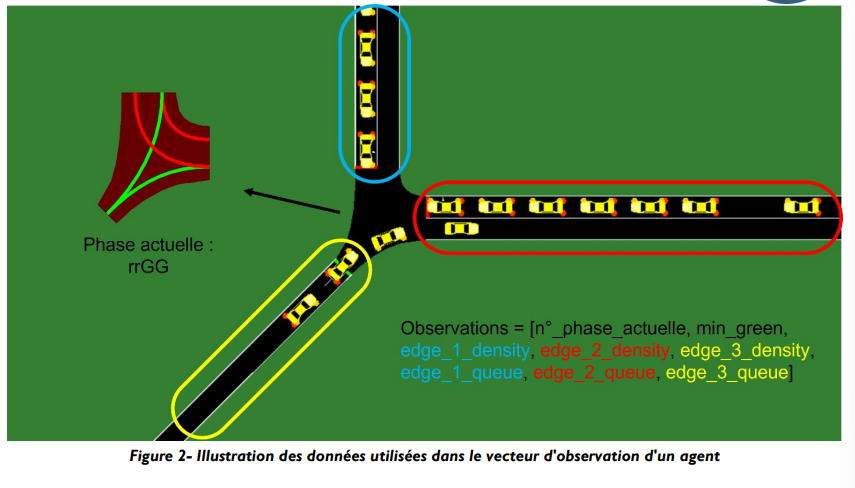 Phase actuelle :
rrGG
Observations = [n°_phase_actuelle, min_green,
edge_1_density, edge_2_density, edge_3_density,
edge_1_queue, edge_2_queue, edge_3_queue]
Figure 2- Illustration des données utilisées dans le vecteur d'observation d'un agent